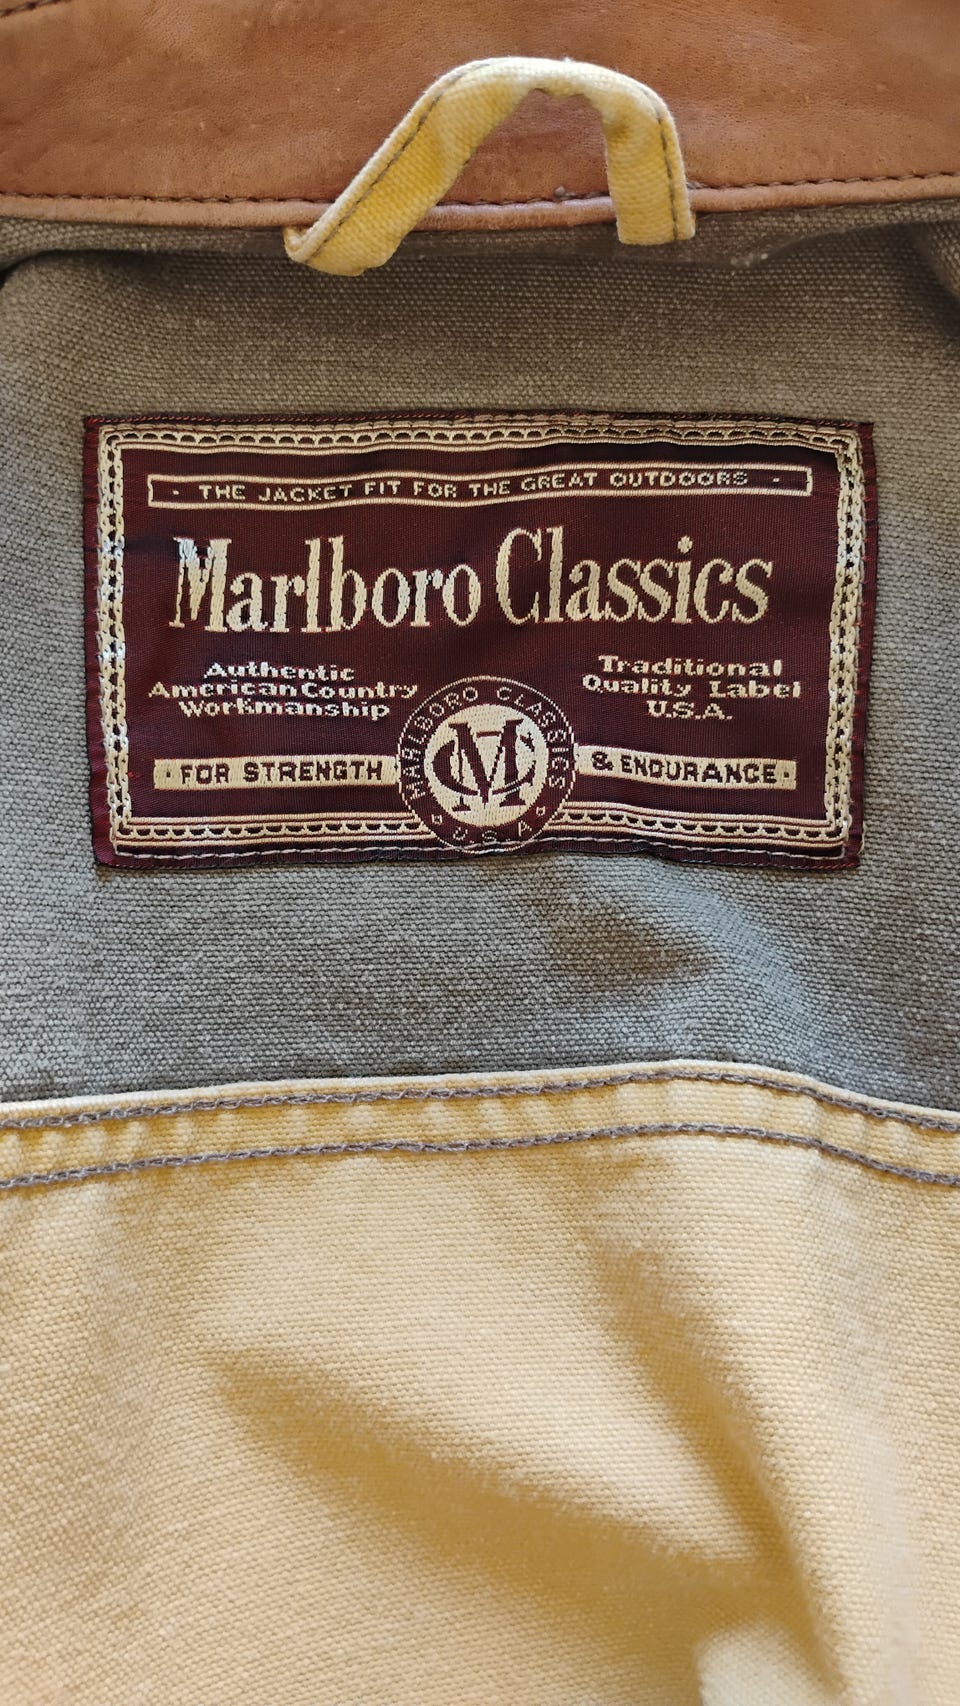 · THE JACKET FIT FOR THE GREAT OUTDOORS ·
Marlboro Classics
Authentic
American Country
Workmanship
Traditional
Quality Label
U.S.A.
· FOR STRENGTH
& ENDURANCE ·
MARLBORO CLASSICS
MC
U.S.A